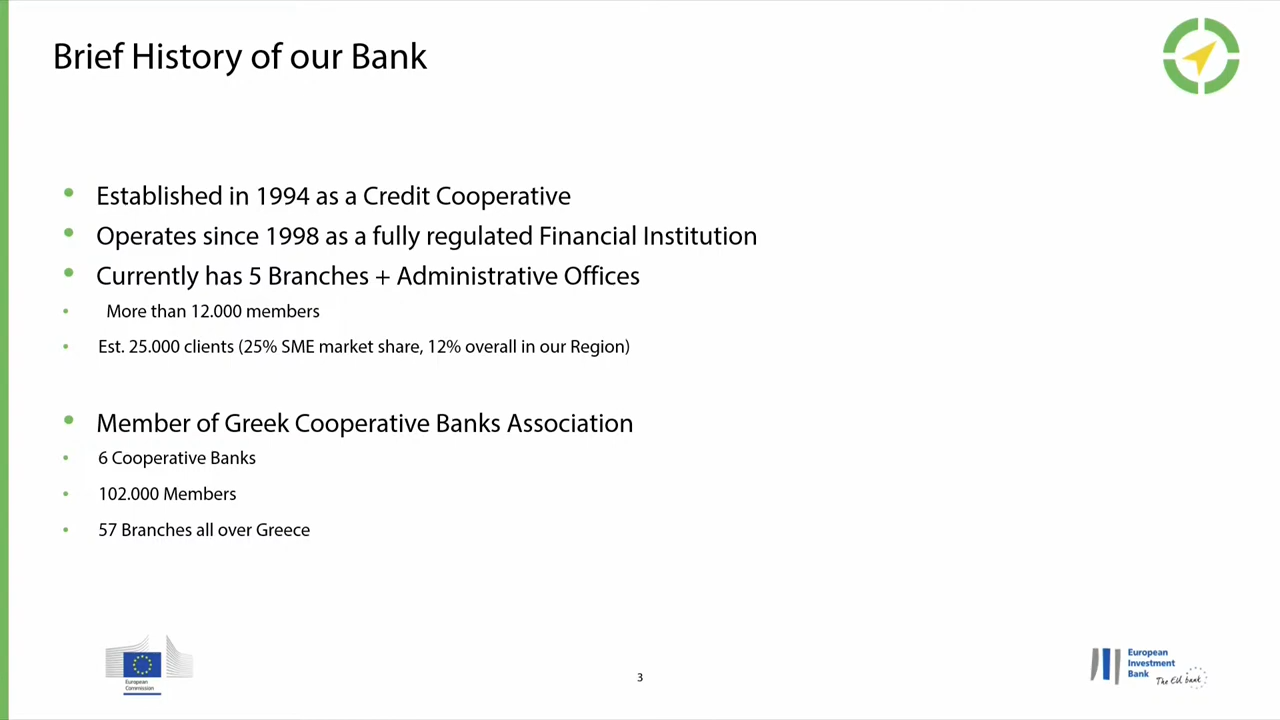 Brief History of our Bank
• Established in 1994 as a Credit Cooperative
• Operates since 1998 as a fully regulated Financial Institution
• Currently has 5 Branches + Administrative Offices
• More than 12.000 members
• Est. 25.000 clients (25% SME market share, 12% overall in our Region)
• Member of Greek Cooperative Banks Association
• 6 Cooperative Banks
• 102.000 Members
• 57 Branches all over Greece
European
Commission
3
European
Investment
Bank
The EU bank